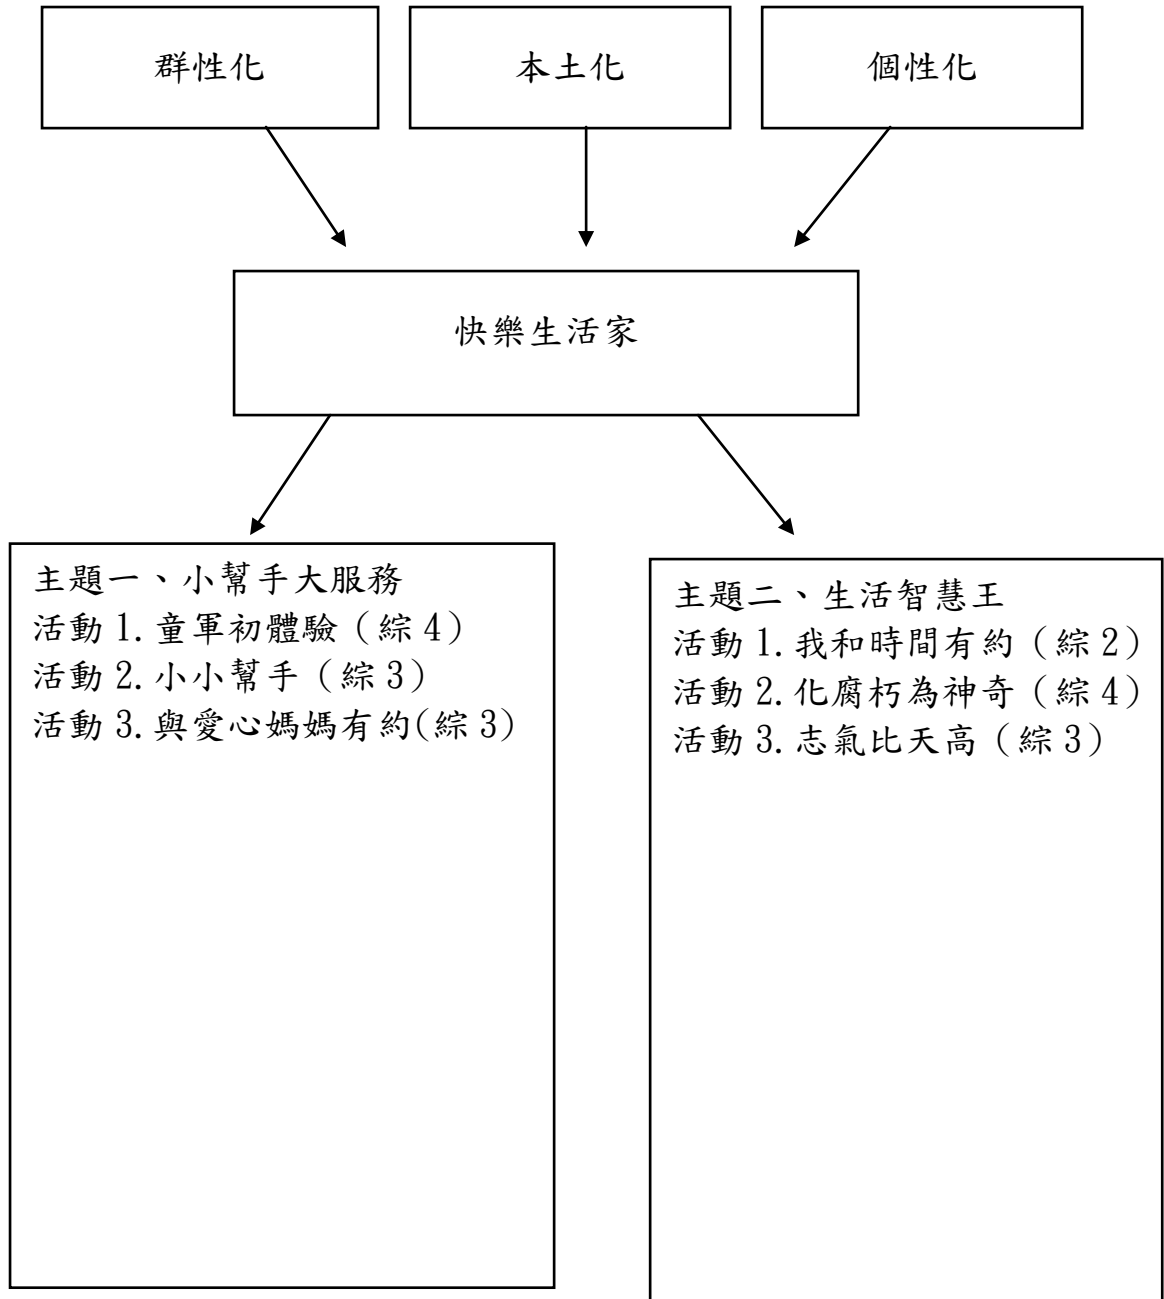 群性化
本土化
個性化
快樂生活家
主題一、小幫手大服務
活動 1.童軍初體驗（綜 4）
活動 2.小小幫手（綜 3）
活動 3.與愛心媽媽有約(綜 3)
主題二、生活智慧王
活動 1.我和時間有約（綜 2）
活動 2.化腐朽為神奇（綜 4）
活動 3.志氣比天高（綜 3）